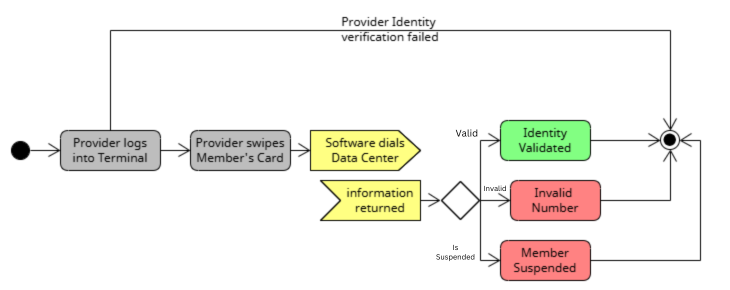 Provider Identity
verification failed
Provider logs
into Terminal
Provider swipes
Member's Card
Software dials
Data Center
Valid
Identity
Validated
information
returned
Invalid
Invalid
Number
Is
Suspended
Member
Suspended